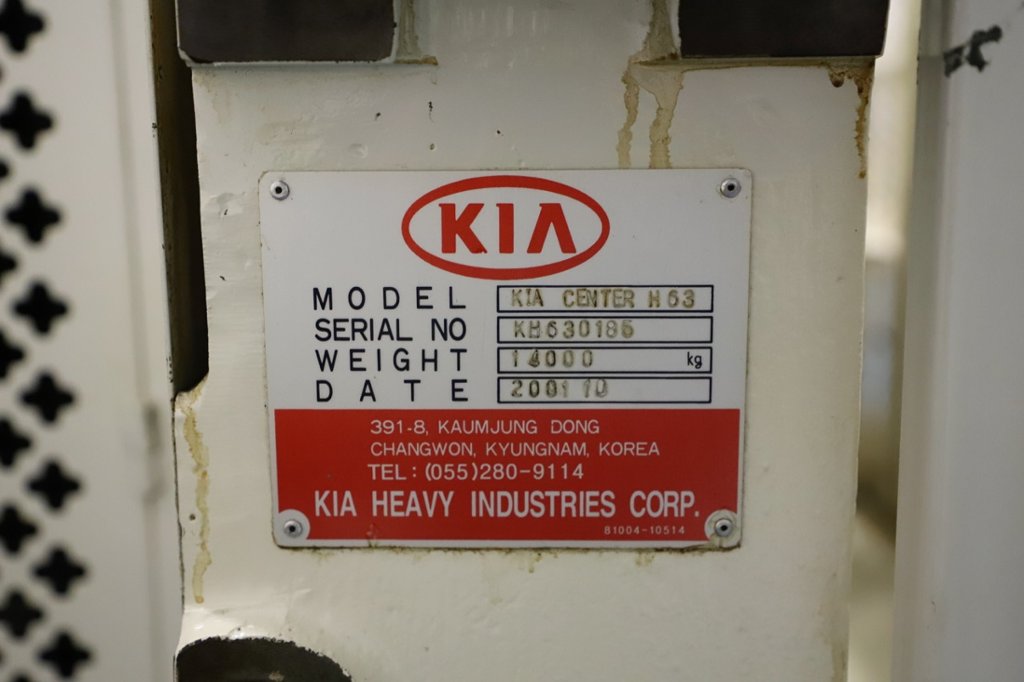 KIA
MODEL KIA CENTER H63
SERIAL NO KH630186
WEIGHT 14000 kg
DATE 2001 10
391-8, KAUMJUNG DONG
CHANGWON, KYUNGNAM, KOREA
TEL : (055)280-9114
KIA HEAVY INDUSTRIES CORP.
81004-10514